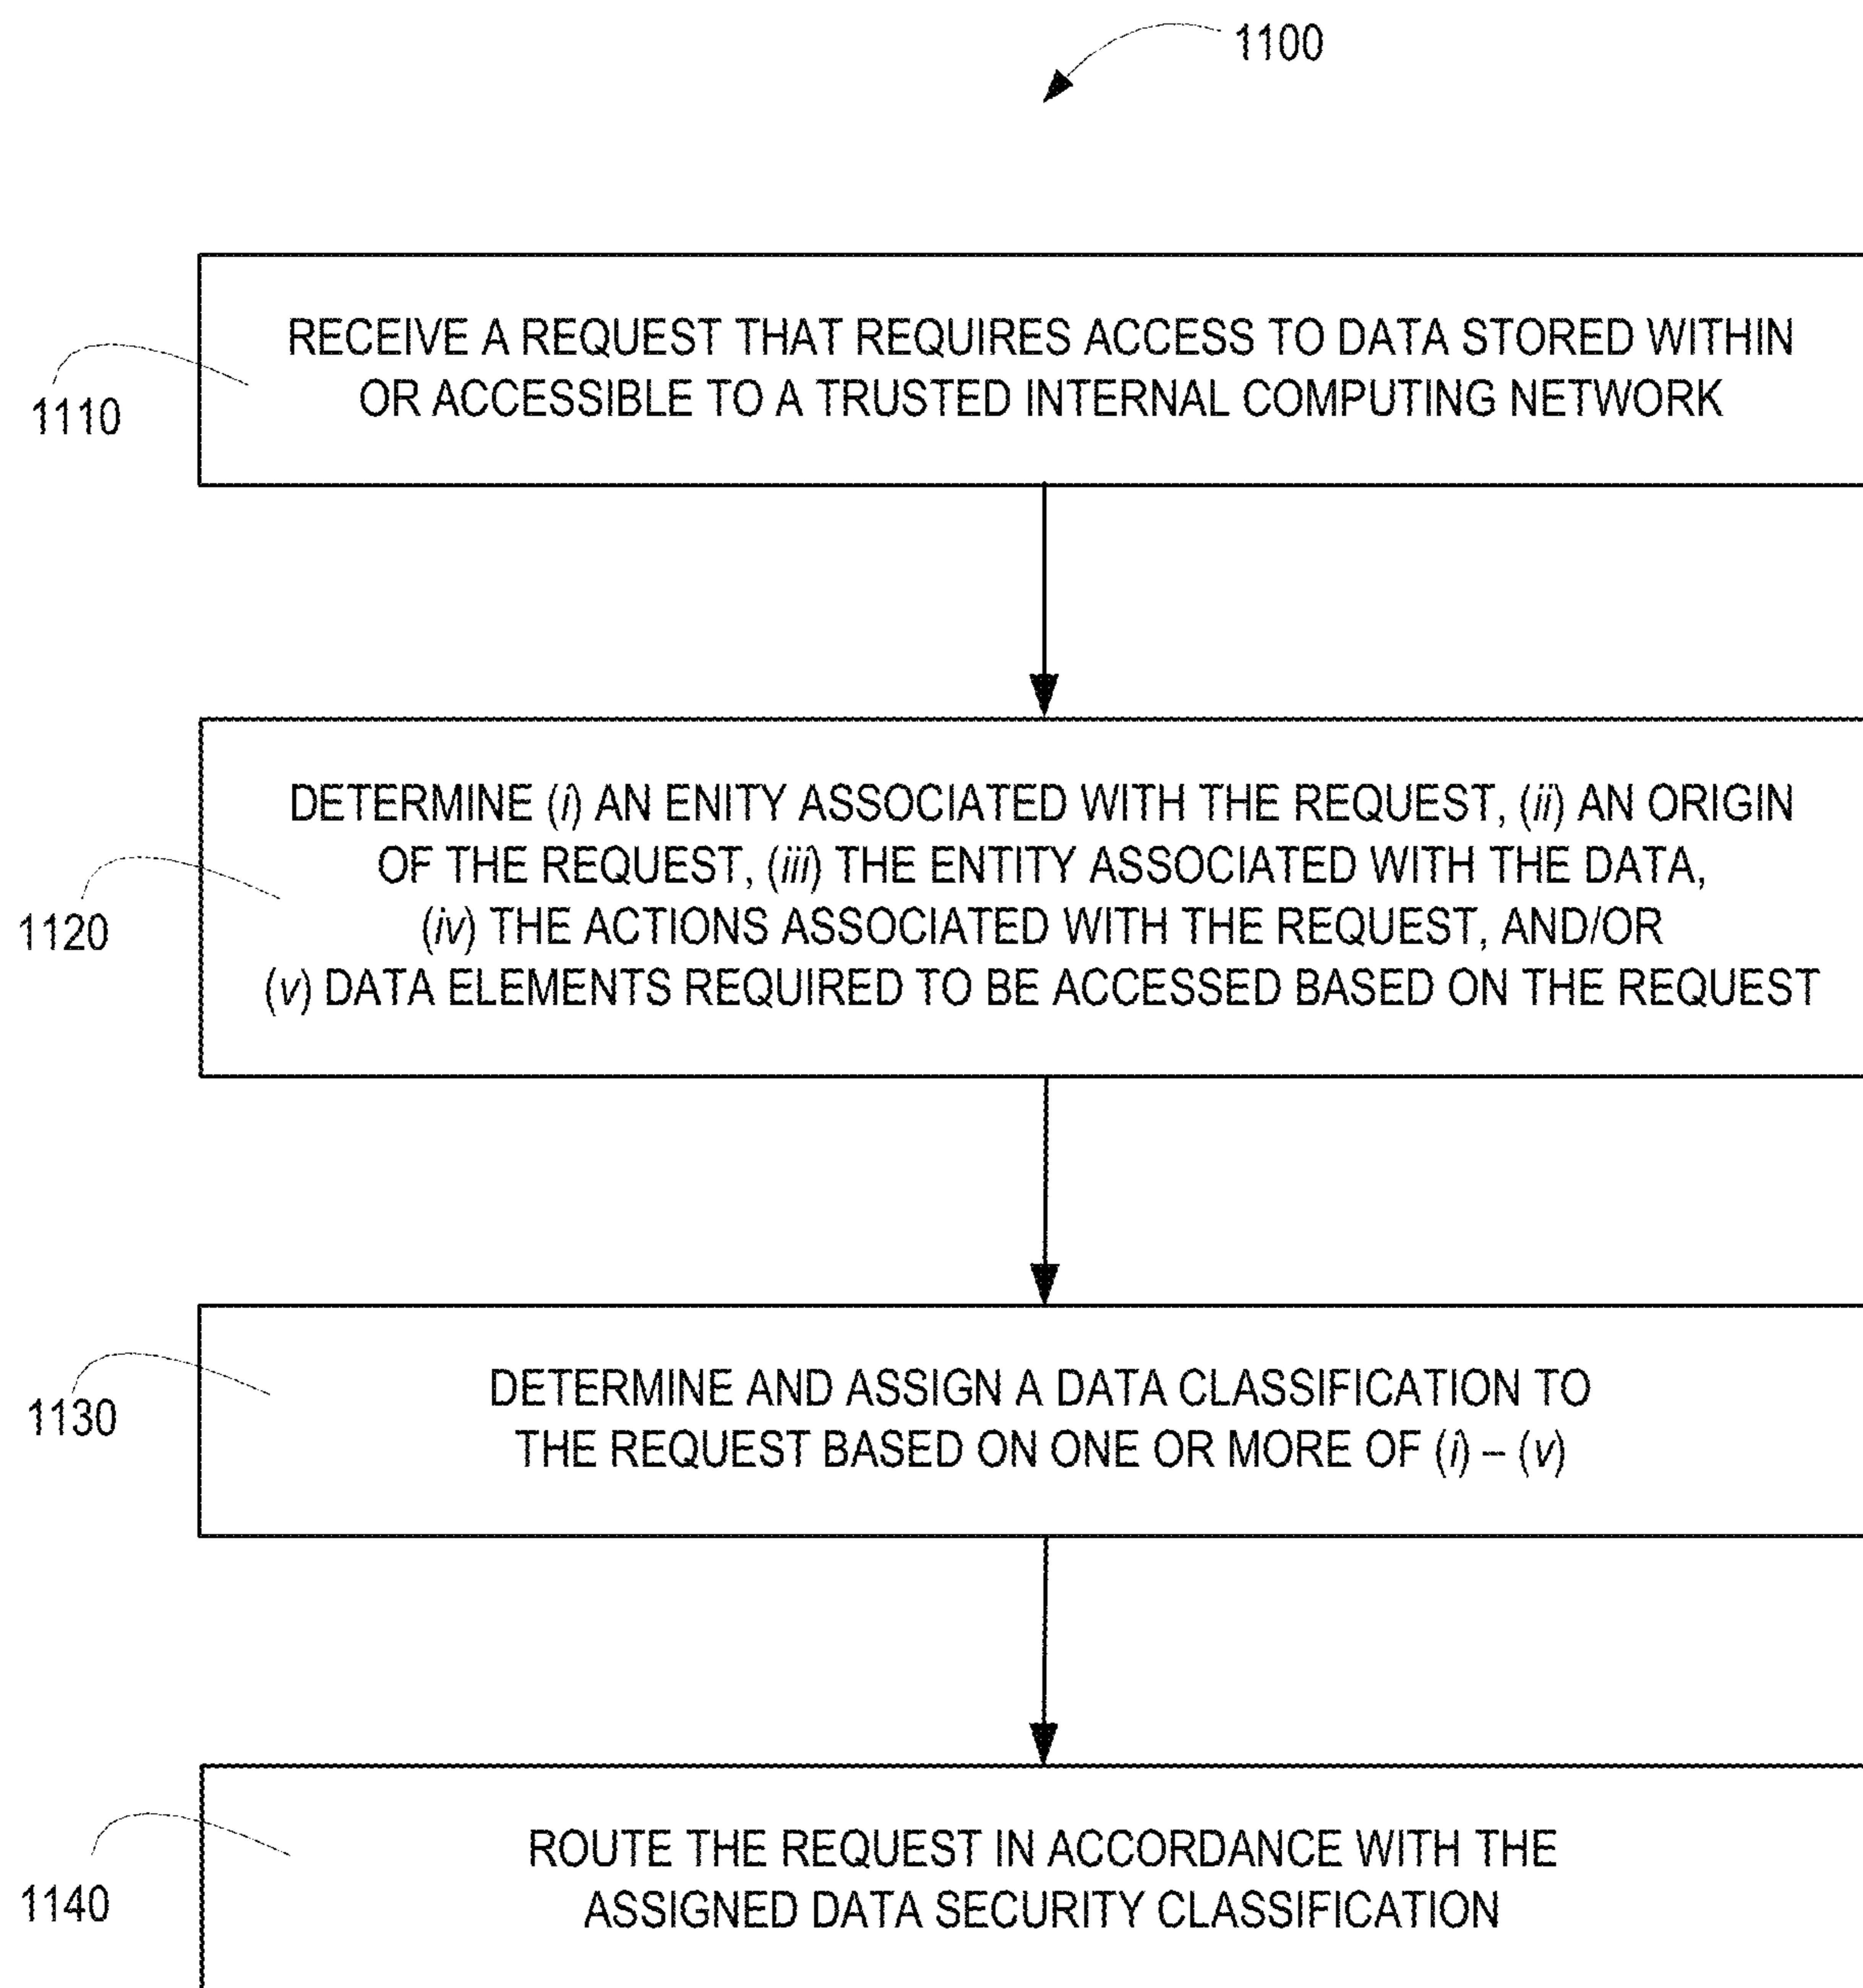 1100
RECEIVE A REQUEST THAT REQUIRES ACCESS TO DATA STORED WITHIN
OR ACCESSIBLE TO A TRUSTED INTERNAL COMPUTING NETWORK
1110
DETERMINE (i) AN ENITY ASSOCIATED WITH THE REQUEST, (ii) AN ORIGIN
OF THE REQUEST, (iii) THE ENTITY ASSOCIATED WITH THE DATA,
(iv) THE ACTIONS ASSOCIATED WITH THE REQUEST, AND/OR
(v) DATA ELEMENTS REQUIRED TO BE ACCESSED BASED ON THE REQUEST
1120
DETERMINE AND ASSIGN A DATA CLASSIFICATION TO
THE REQUEST BASED ON ONE OR MORE OF (i) – (v)
1130
ROUTE THE REQUEST IN ACCORDANCE WITH THE
ASSIGNED DATA SECURITY CLASSIFICATION
1140